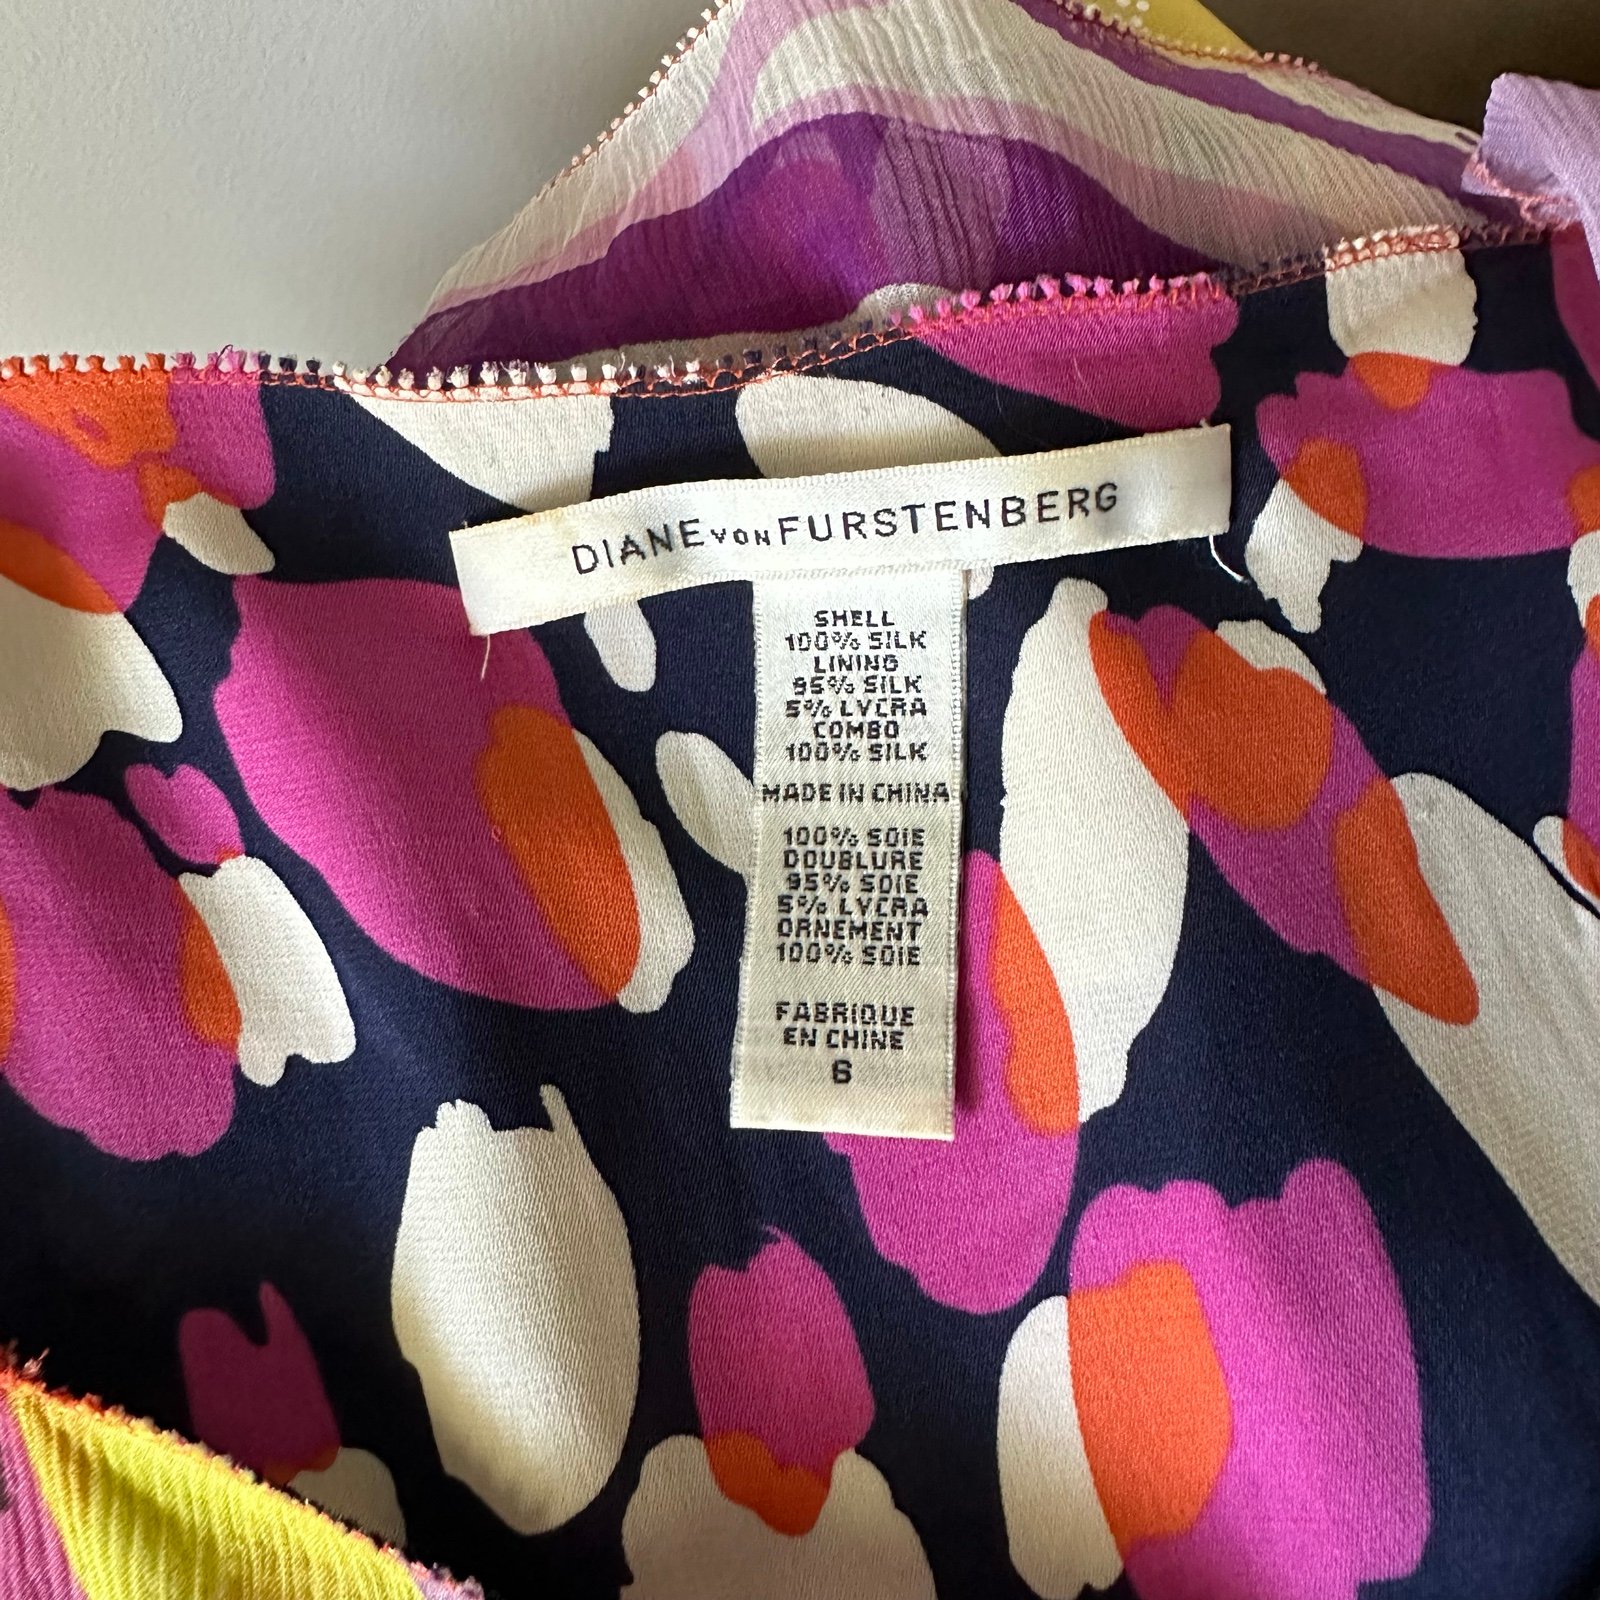 DIANE VON FURSTENBERG
SHELL
100% SILK
LINING
95% SILK
5% LYCRA
COMBO
100% SILK
MADE IN CHINA
100% SOIE
DOUBLURE
95% SOIE
5% LYCRA
ORNEMENT
100% SOIE
FABRIQUE
EN CHINE
6